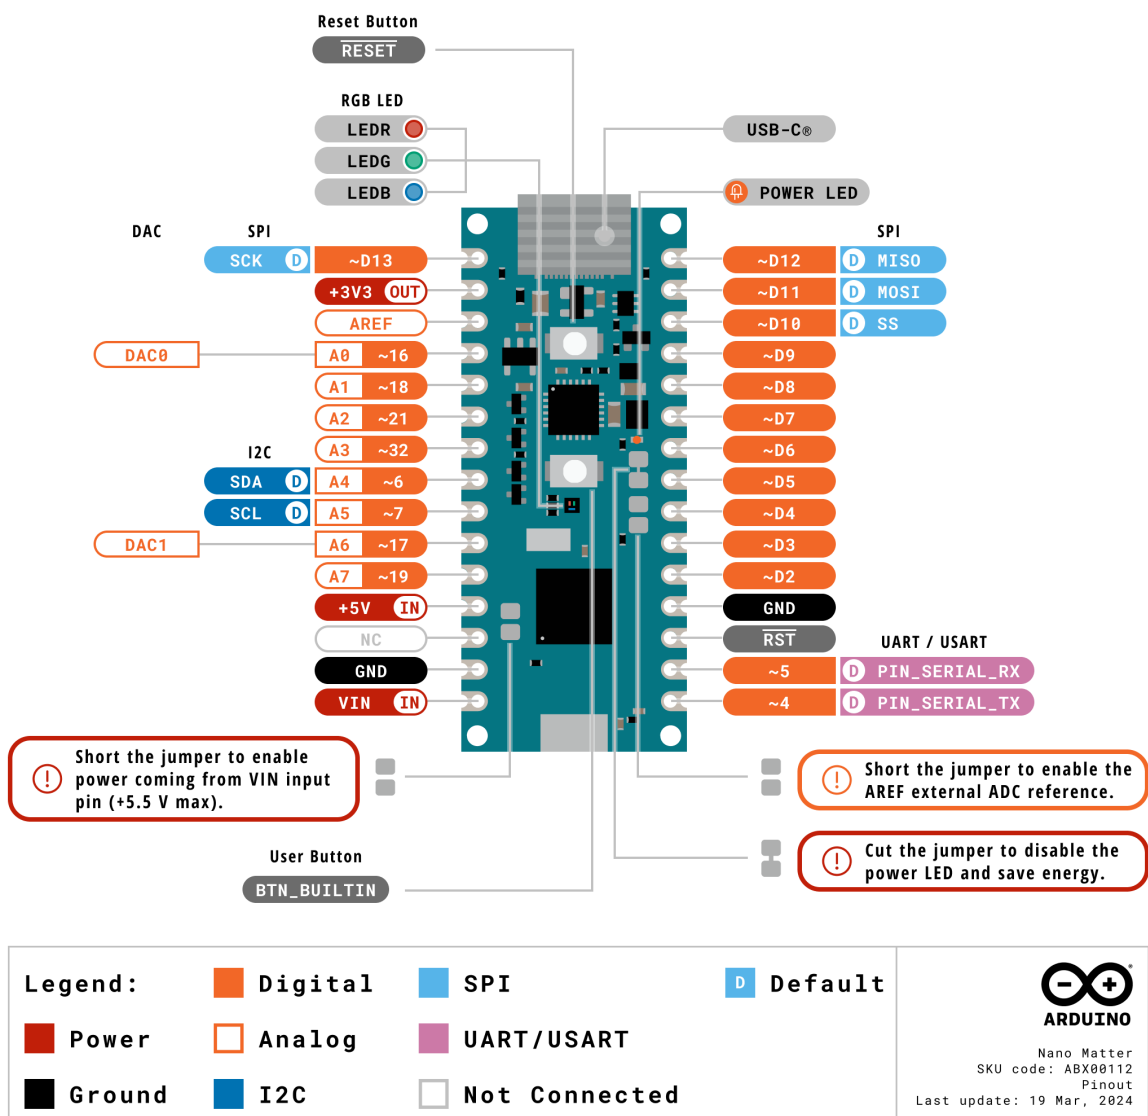 Reset Button
RESET
RGB LED
LEDR
LEDG
LEDB
USB-C®
POWER LED
DAC
SPI
SCK D ~D13
+3V3 OUT
AREF
DAC0 A0 ~16
A1 ~18
A2 ~21
A3 ~32
I2C
SDA D A4 ~6
SCL D A5 ~7
DAC1 A6 ~17
A7 ~19
+5V IN
NC
GND
VIN IN
SPI
~D12 D MISO
~D11 D MOSI
~D10 D SS
~D9
~D8
~D7
~D6
~D5
~D4
~D3
~D2
GND
RST
UART / USART
~5 D PIN_SERIAL_RX
~4 D PIN_SERIAL_TX
! Short the jumper to enable
power coming from VIN input
pin (+5.5 V max).
! Short the jumper to enable the
AREF external ADC reference.
! Cut the jumper to disable the
power LED and save energy.
User Button
BTN_BUILTIN
Legend:
Digital
SPI
D Default
Power
Analog
UART/USART
Ground
I2C
Not Connected
ARDUINO
Nano Matter
SKU code: ABX00112
Pinout
Last update: 19 Mar, 2024